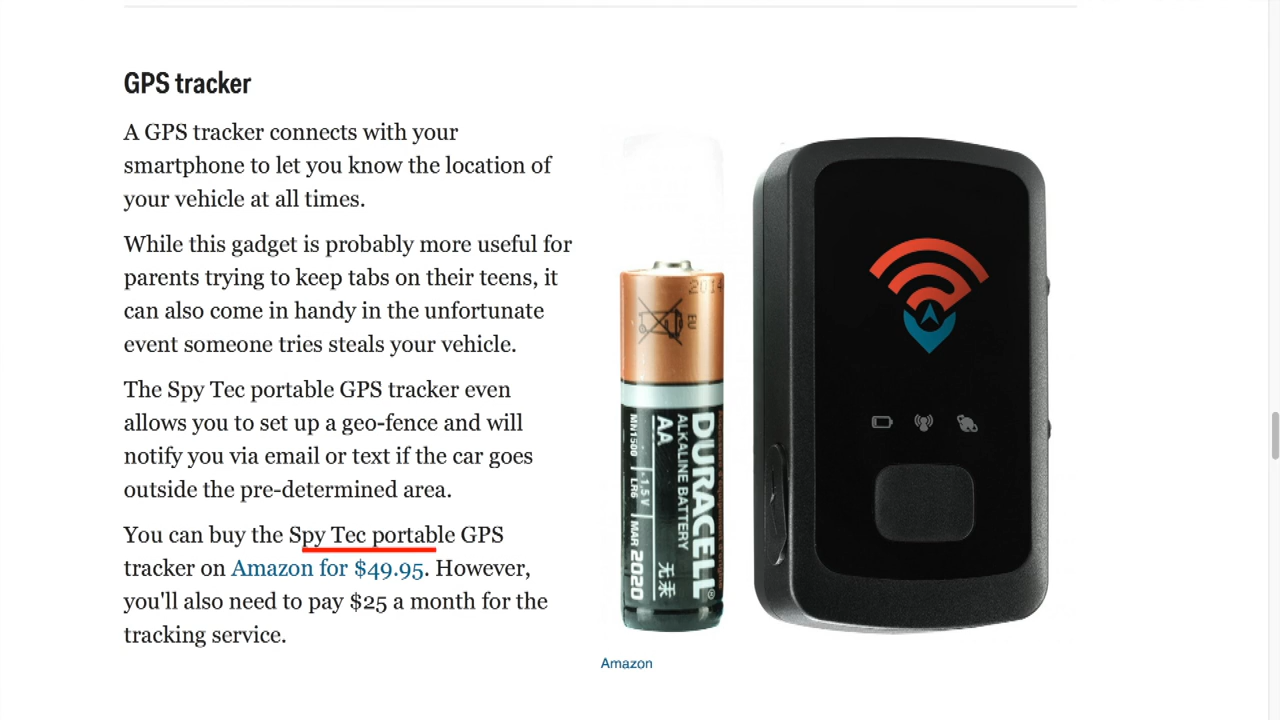 GPS tracker
A GPS tracker connects with your
smartphone to let you know the location of
your vehicle at all times.
While this gadget is probably more useful for
parents trying to keep tabs on their teens, it
can also come in handy in the unfortunate
event someone tries steals your vehicle.
The Spy Tec portable GPS tracker even
allows you to set up a geo-fence and will
notify you via email or text if the car goes
outside the pre-determined area.
You can buy the Spy Tec portable GPS
tracker on Amazon for $49.95. However,
you'll also need to pay $25 a month for the
tracking service.
2014
EU
DURACELL®
ALKALINE BATTERY
AA
MN1500 LR6 1,5 V MAR 2020
无汞
Amazon